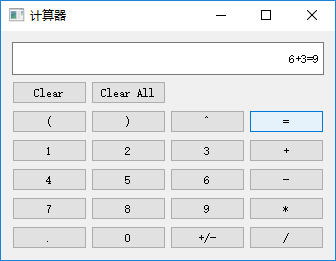 计算器
6+3=9
Clear Clear All
( ) ^ =
1 2 3 +
4 5 6 -
7 8 9 *
. 0 +/- /